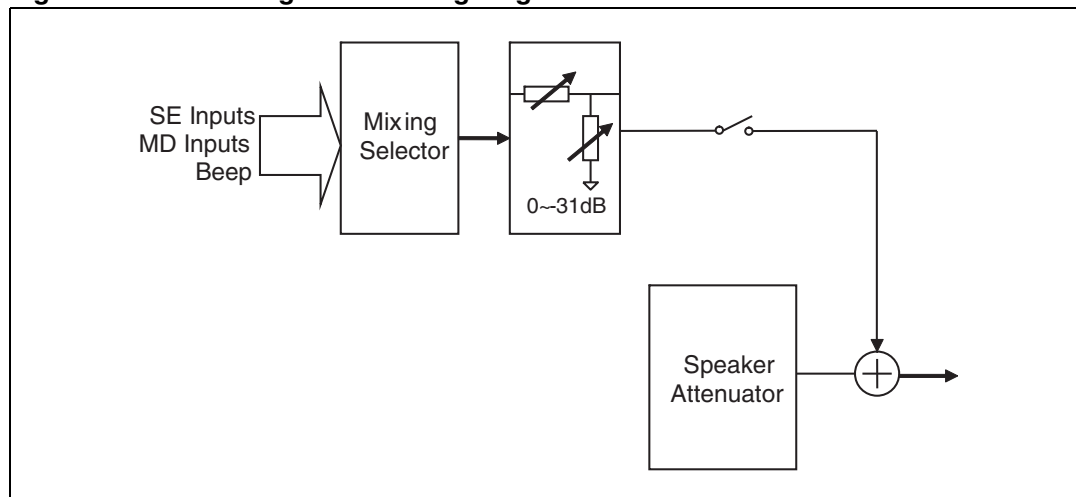 SE Inputs
MD Inputs
Beep
Mixing
Selector
0~-31dB
Speaker
Attenuator